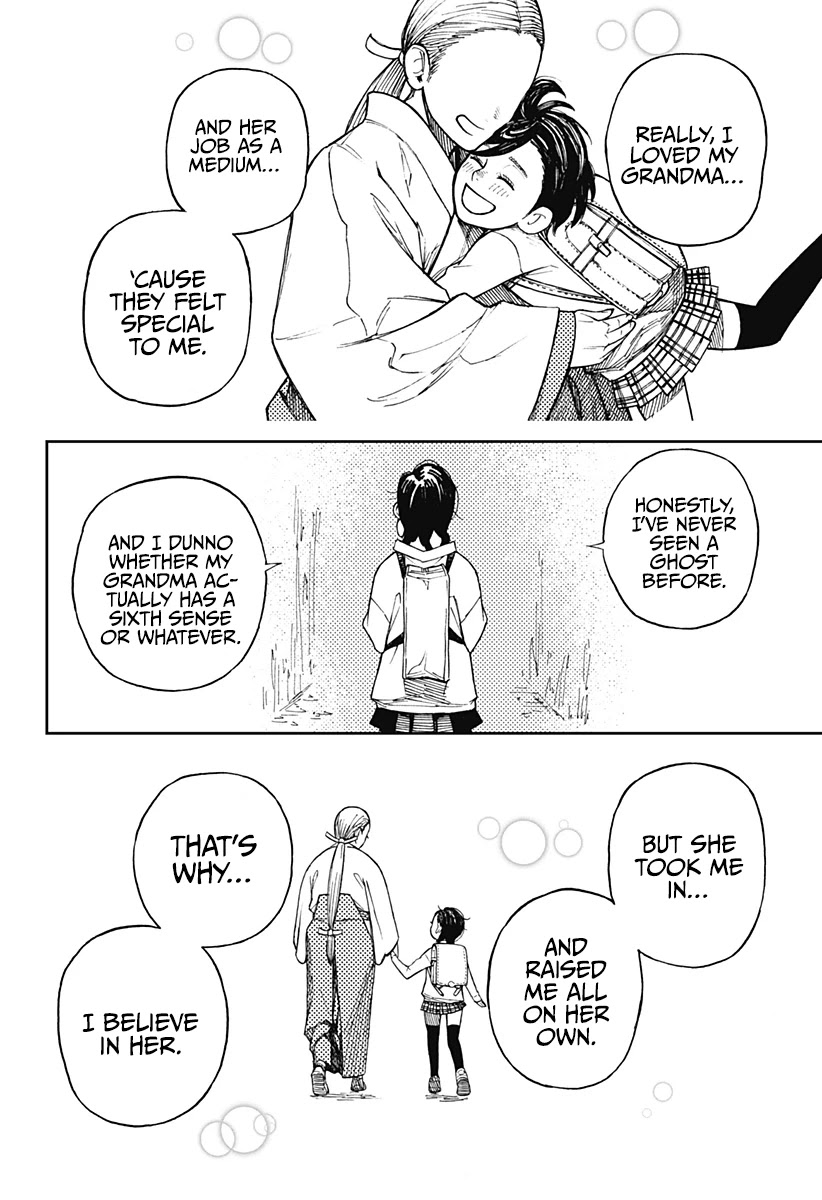 REALLY, I
LOVED MY
GRANDMA...
AND HER
JOB AS A
MEDIUM...
'CAUSE
THEY FELT
SPECIAL
TO ME.
HONESTLY,
I'VE NEVER
SEEN A
GHOST
BEFORE.
AND I DUNNO
WHETHER MY
GRANDMA AC-
TUALLY HAS A
SIXTH SENSE
OR WHATEVER.
BUT SHE
TOOK ME
IN...
AND
RAISED
ME ALL
ON HER
OWN.
THAT'S
WHY...
I BELIEVE
IN HER.